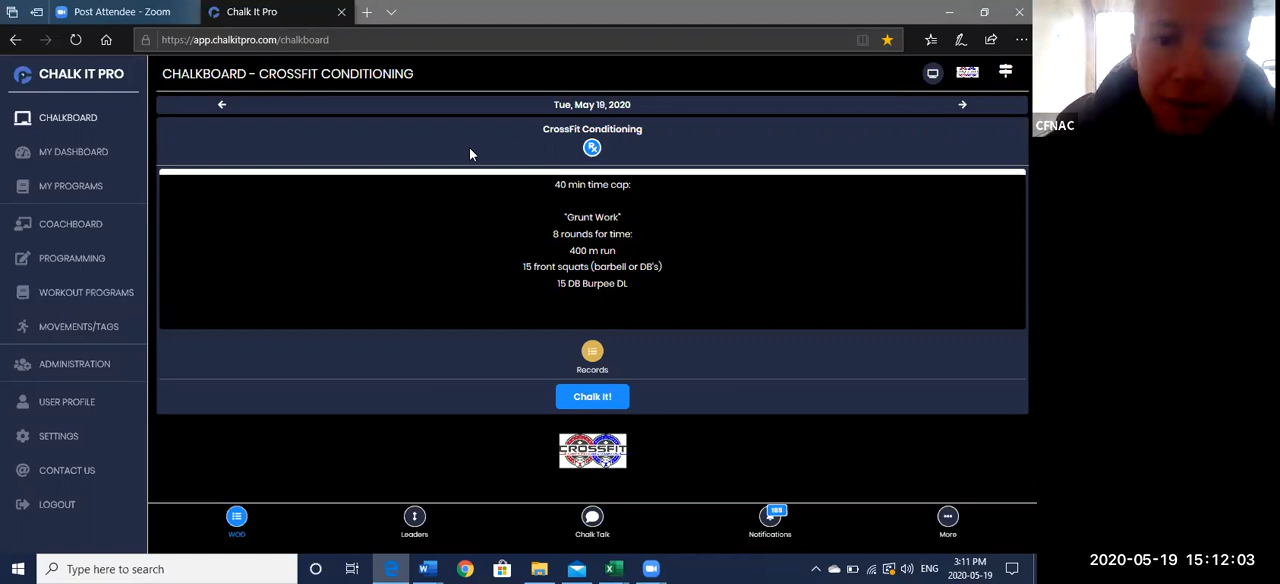 Post Attendee - Zoom
Chalk It Pro
https://app.chalkitpro.com/chalkboard
CHALK IT PRO
CHALKBOARD - CROSSFIT CONDITIONING
CFNAC
CHALKBOARD
MY DASHBOARD
MY PROGRAMS
COACHBOARD
PROGRAMMING
WORKOUT PROGRAMS
MOVEMENTS/TAGS
ADMINISTRATION
USER PROFILE
SETTINGS
CONTACT US
LOGOUT
Tue, May 19, 2020
CrossFit Conditioning
Rx
40 min time cap:
"Grunt Work"
8 rounds for time:
400 m run
15 front squats (barbell or DB's)
15 DB Burpee DL
Records
Chalk It!
CROSSFIT
WOD
Leaders
Chalk Talk
Notifications
More
Type here to search
ENG
3:11 PM
2020-05-19
2020-05-19 15:12:03